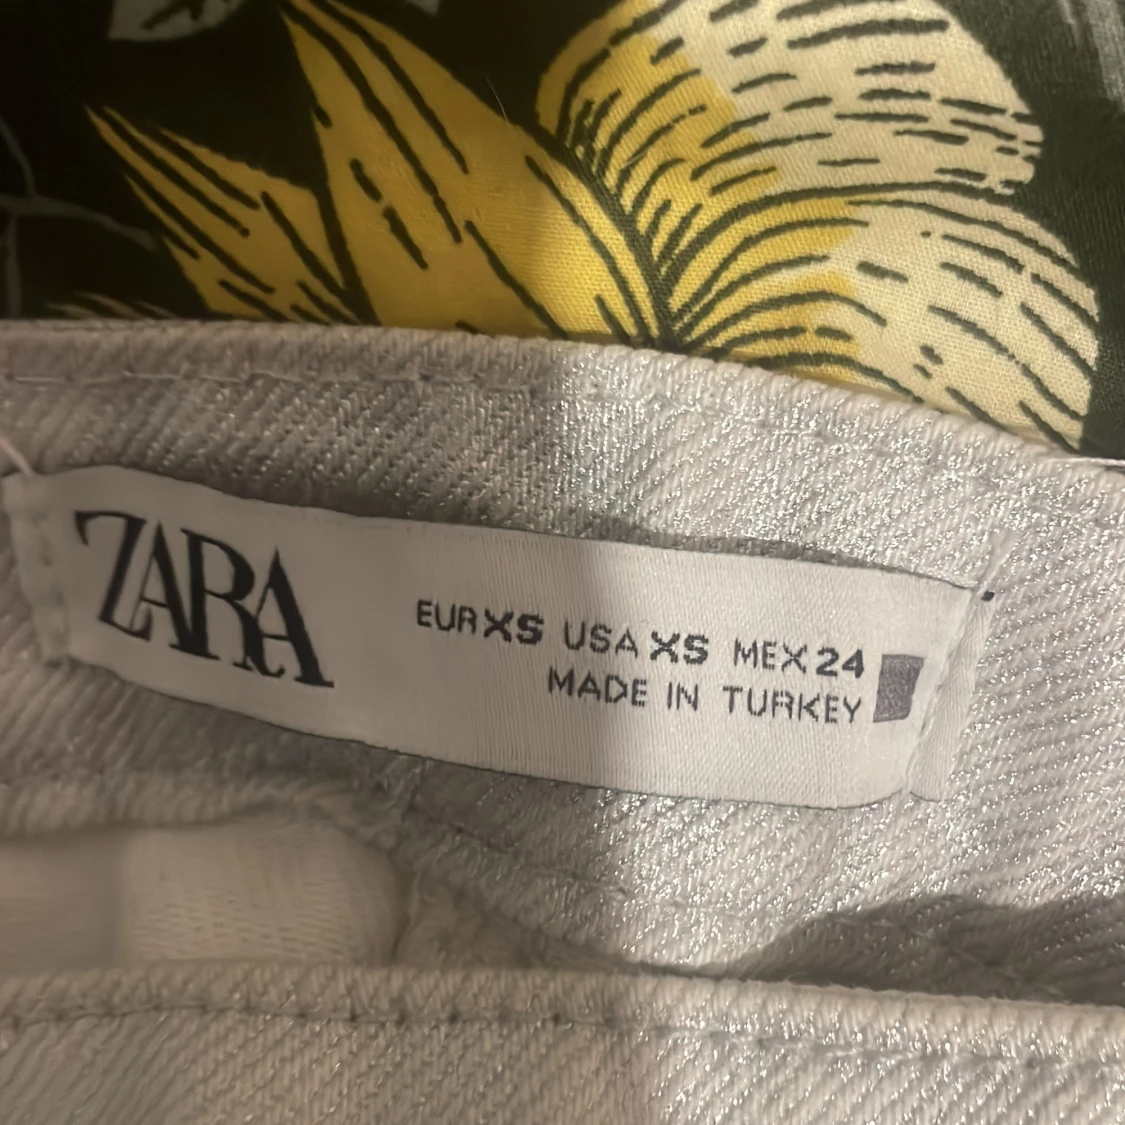 ZARA
EUR XS USA XS MEX 24
MADE IN TURKEY